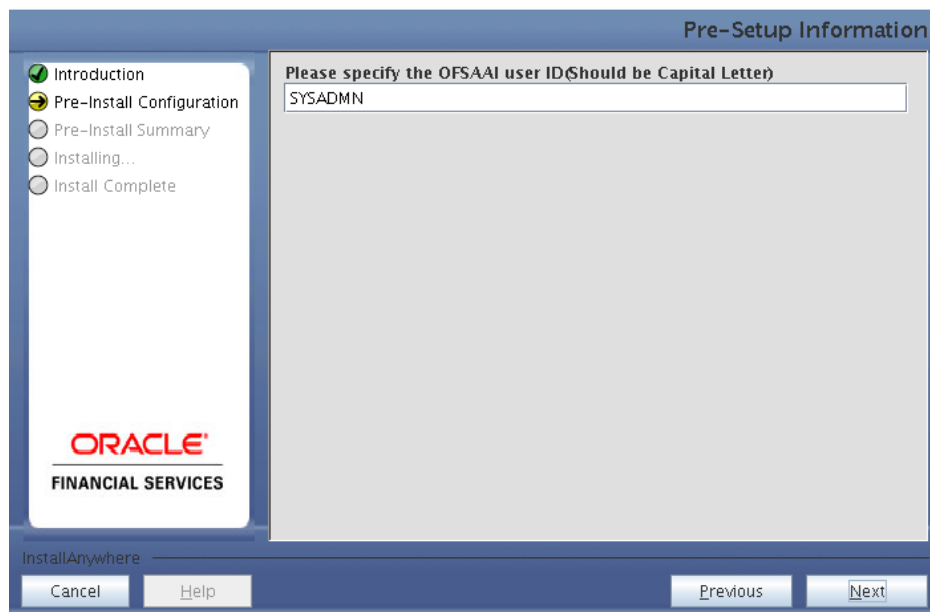 Pre-Setup Information
Introduction
Pre-Install Configuration
Pre-Install Summary
Installing...
Install Complete
Please specify the OFSAAI user ID(Should be Capital Letter)
SYSADMN
ORACLE
FINANCIAL SERVICES
InstallAnywhere
Cancel
Help
Previous
Next